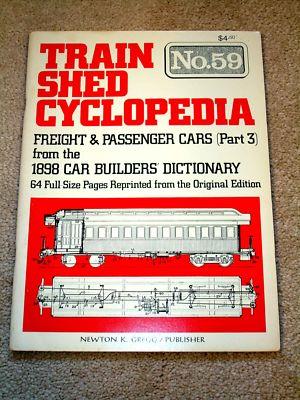 $4.50
TRAIN
No.59
SHED
CYCLOPEDIA
FREIGHT & PASSENGER CARS (Part 3)
from the
1898 CAR BUILDERS' DICTIONARY
64 Full Size Pages Reprinted from the Original Edition
NEWTON K. GREGG / PUBLISHER